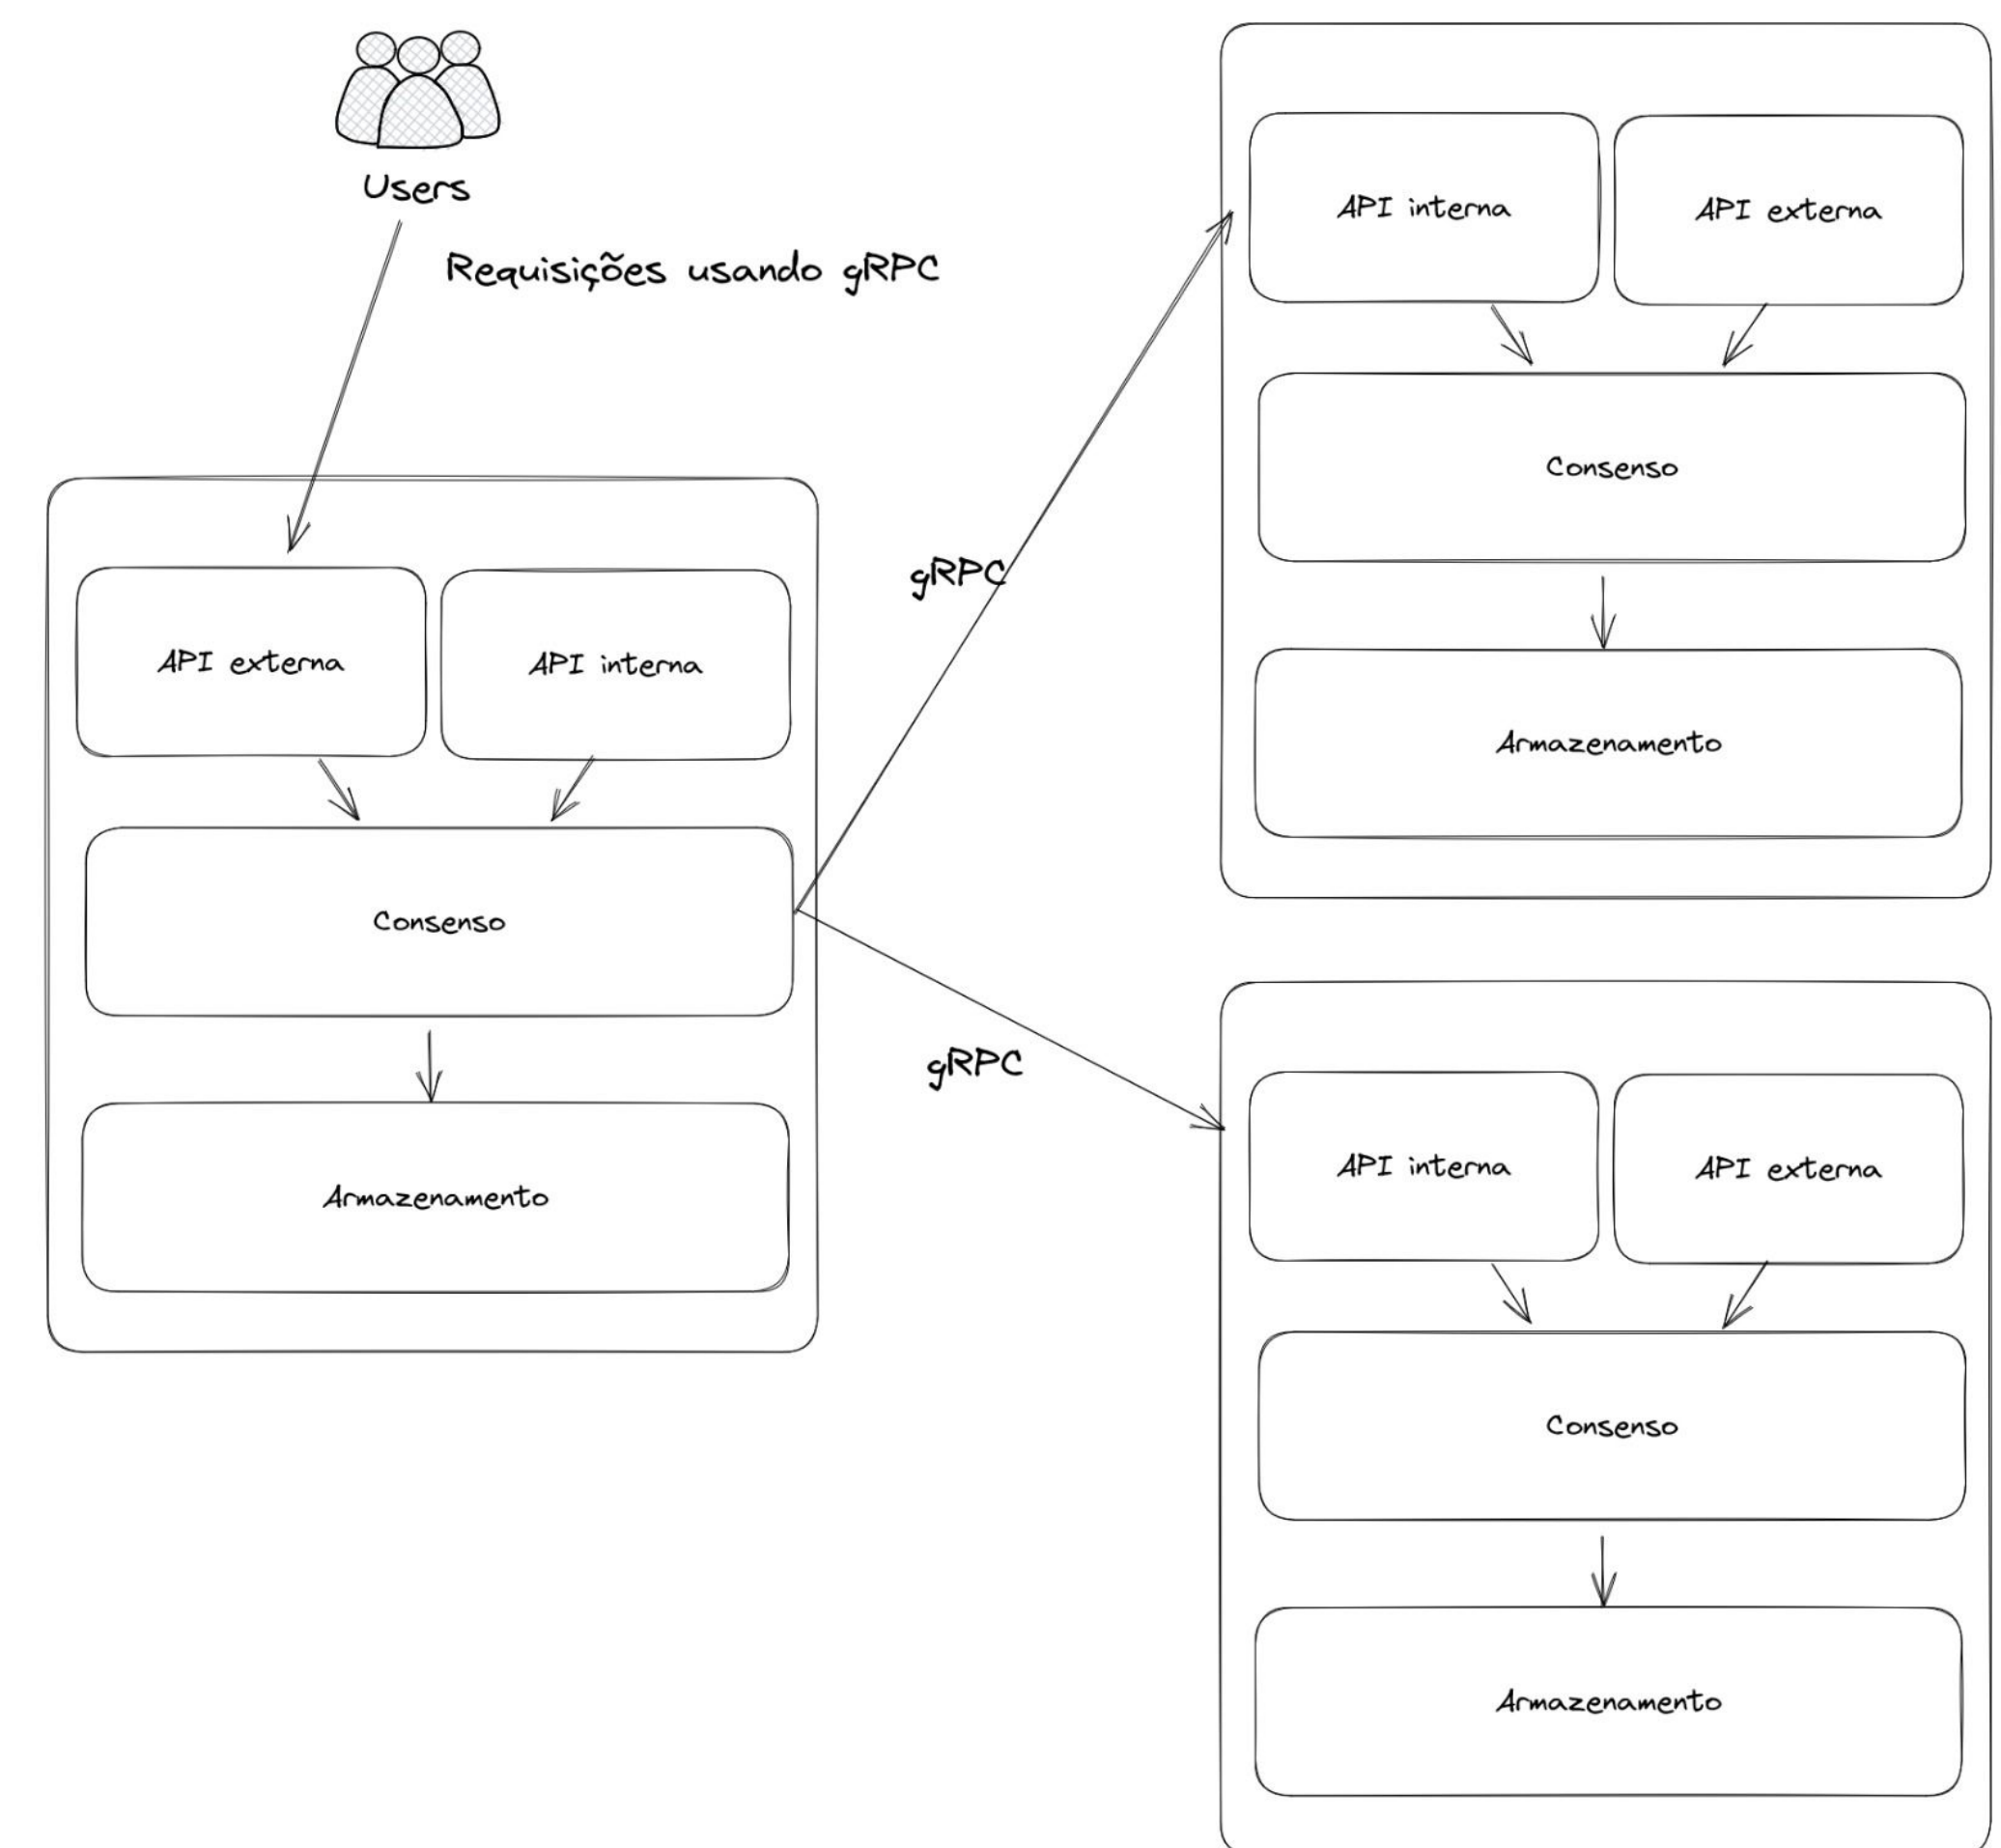 Users
Requisições usando gRPC
API externa
API interna
Consenso
Armazenamento
gRPC
gRPC
API interna
API externa
Consenso
Armazenamento
API interna
API externa
Consenso
Armazenamento